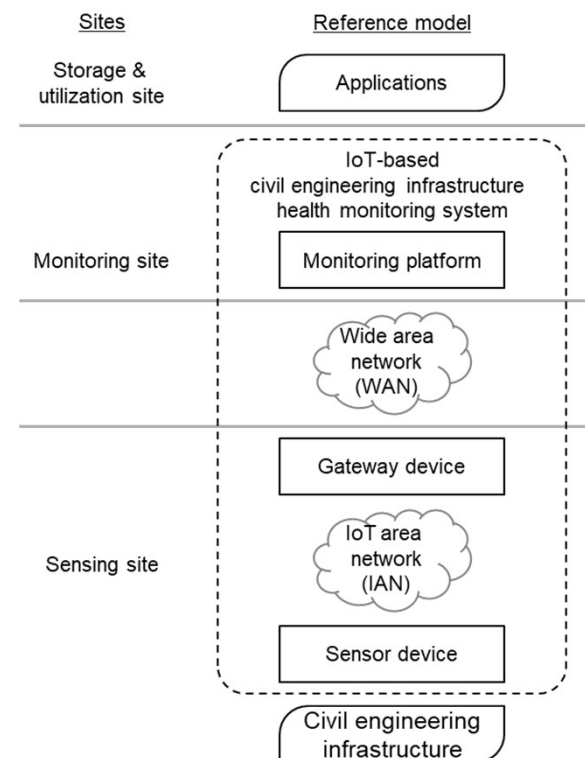 Sites
Reference model
Storage &
utilization site
Applications
IoT-based
civil engineering infrastructure
health monitoring system
Monitoring site
Monitoring platform
Wide area
network
(WAN)
Gateway device
IoT area
network
(IAN)
Sensing site
Sensor device
Civil engineering
infrastructure